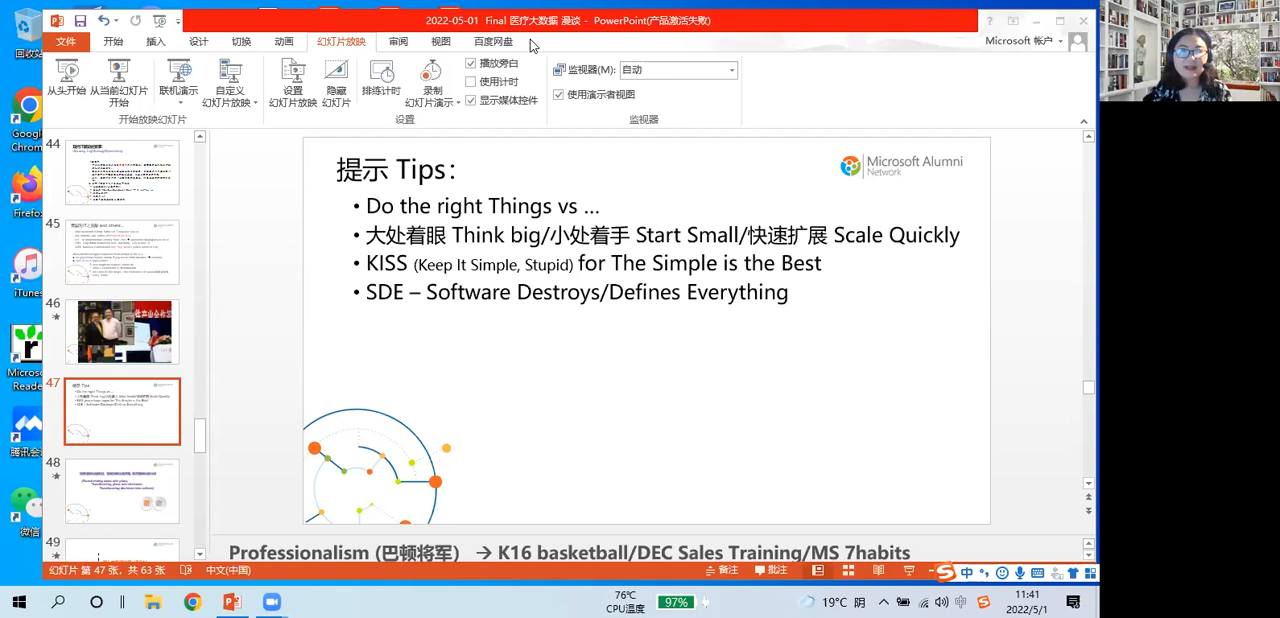 2022-05-01 Final 医疗大数据 漫谈 - PowerPoint(产品激活失败)
回收站
文件 开始 插入 设计 切换 动画 幻灯片放映 审阅 视图 百度网盘
Microsoft 帐户
从头开始 从当前幻灯片 开始 联机演示 自定义 幻灯片放映 设置 幻灯片放映 隐藏 幻灯片 排练计时 录制 幻灯片演示
播放旁白
使用计时
显示媒体控件
监视器(M): 自动
使用演示者视图
开始放映幻灯片 设置 监视器
Google Chrom
Firefo
iTunes
Micros Reade
微信
44
45
46
47
48
49
提示 Tips:
Microsoft Alumni
Network
• Do the right Things vs ...
• 大处着眼 Think big/小处着手 Start Small/快速扩展 Scale Quickly
• KISS (Keep It Simple, Stupid) for The Simple is the Best
• SDE – Software Destroys/Defines Everything
Professionalism (巴顿将军) → K16 basketball/DEC Sales Training/MS 7habits
幻灯片 第 47 张, 共 63 张 中文(中国) 备注 批注
中
76℃
CPU温度
97%
19°C 阴
11:41
2022/5/1